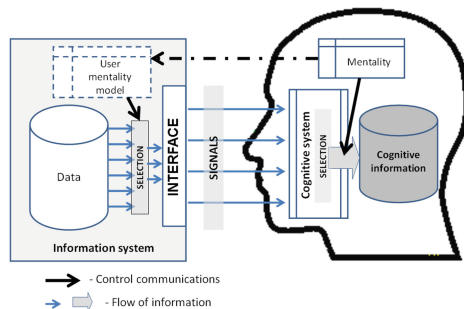 User
mentality
model
Mentality
Data
SELECTION
INTERFACE
SIGNALS
Cognitive system
SELECTION
Cognitive
information
Information system
- Control communications
- Flow of information